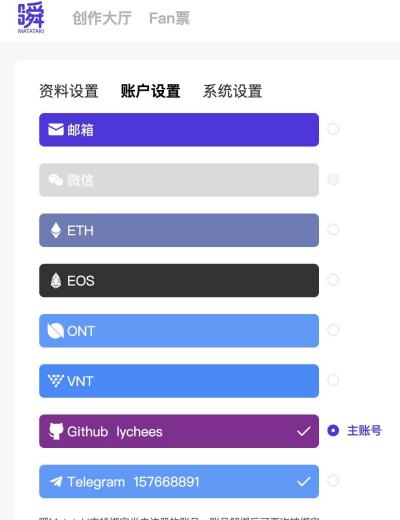 瞬
MATATAKI
创作大厅 Fan票
资料设置 账户设置 系统设置
邮箱
微信
ETH
EOS
ONT
VNT
Github lychees
主账号
Telegram 157668891